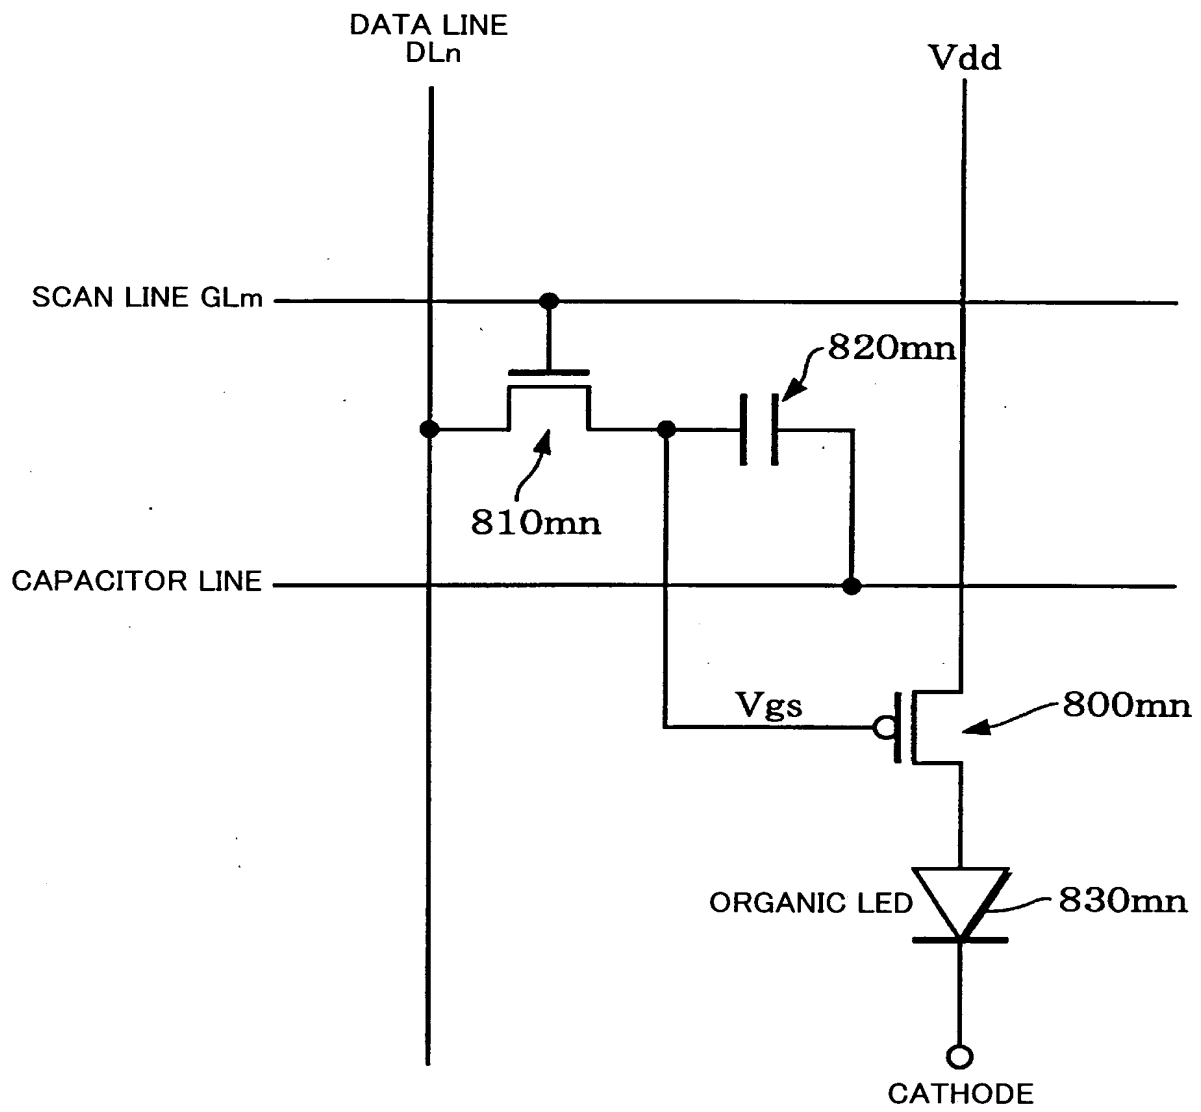 DATA LINE
DLn
Vdd
SCAN LINE GLm
820mn
810mn
CAPACITOR LINE
Vgs
800mn
ORGANIC LED
830mn
CATHODE